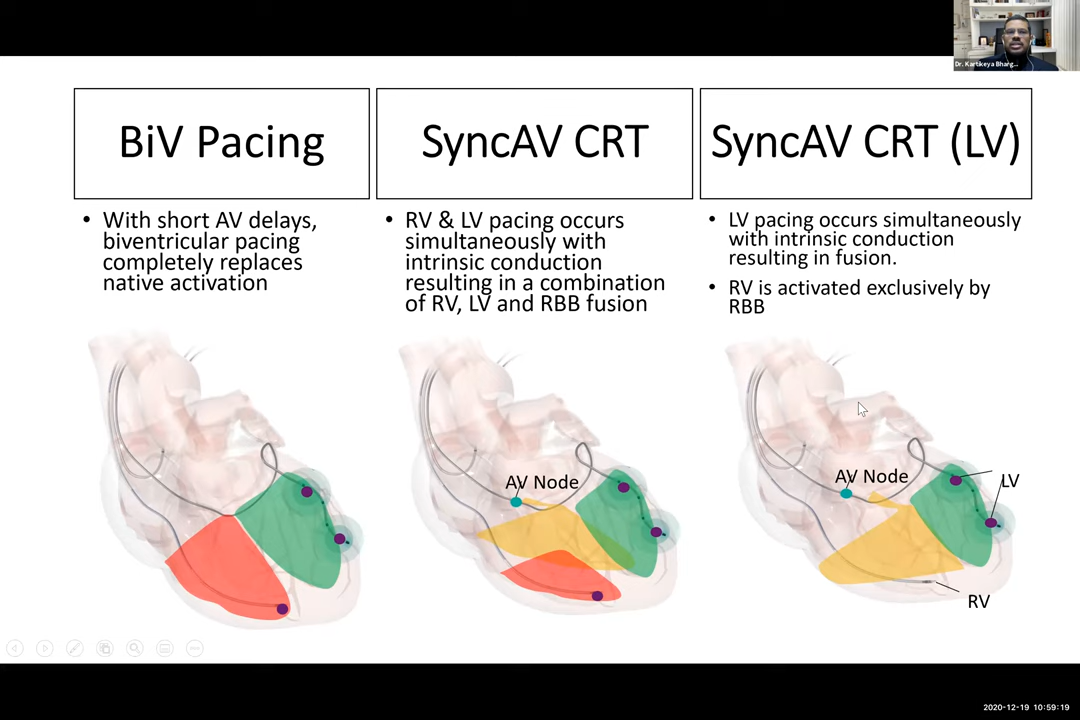 Dr. Kartikeya Bharg...
BiV Pacing
• With short AV delays,
biventricular pacing
completely replaces
native activation
SyncAV CRT
• RV & LV pacing occurs
simultaneously with
intrinsic conduction
resulting in a combination
of RV, LV and RBB fusion
SyncAV CRT (LV)
• LV pacing occurs simultaneously
with intrinsic conduction
resulting in fusion.
• RV is activated exclusively by
RBB
AV Node
AV Node
LV
RV
2020-12-19 10:59:19